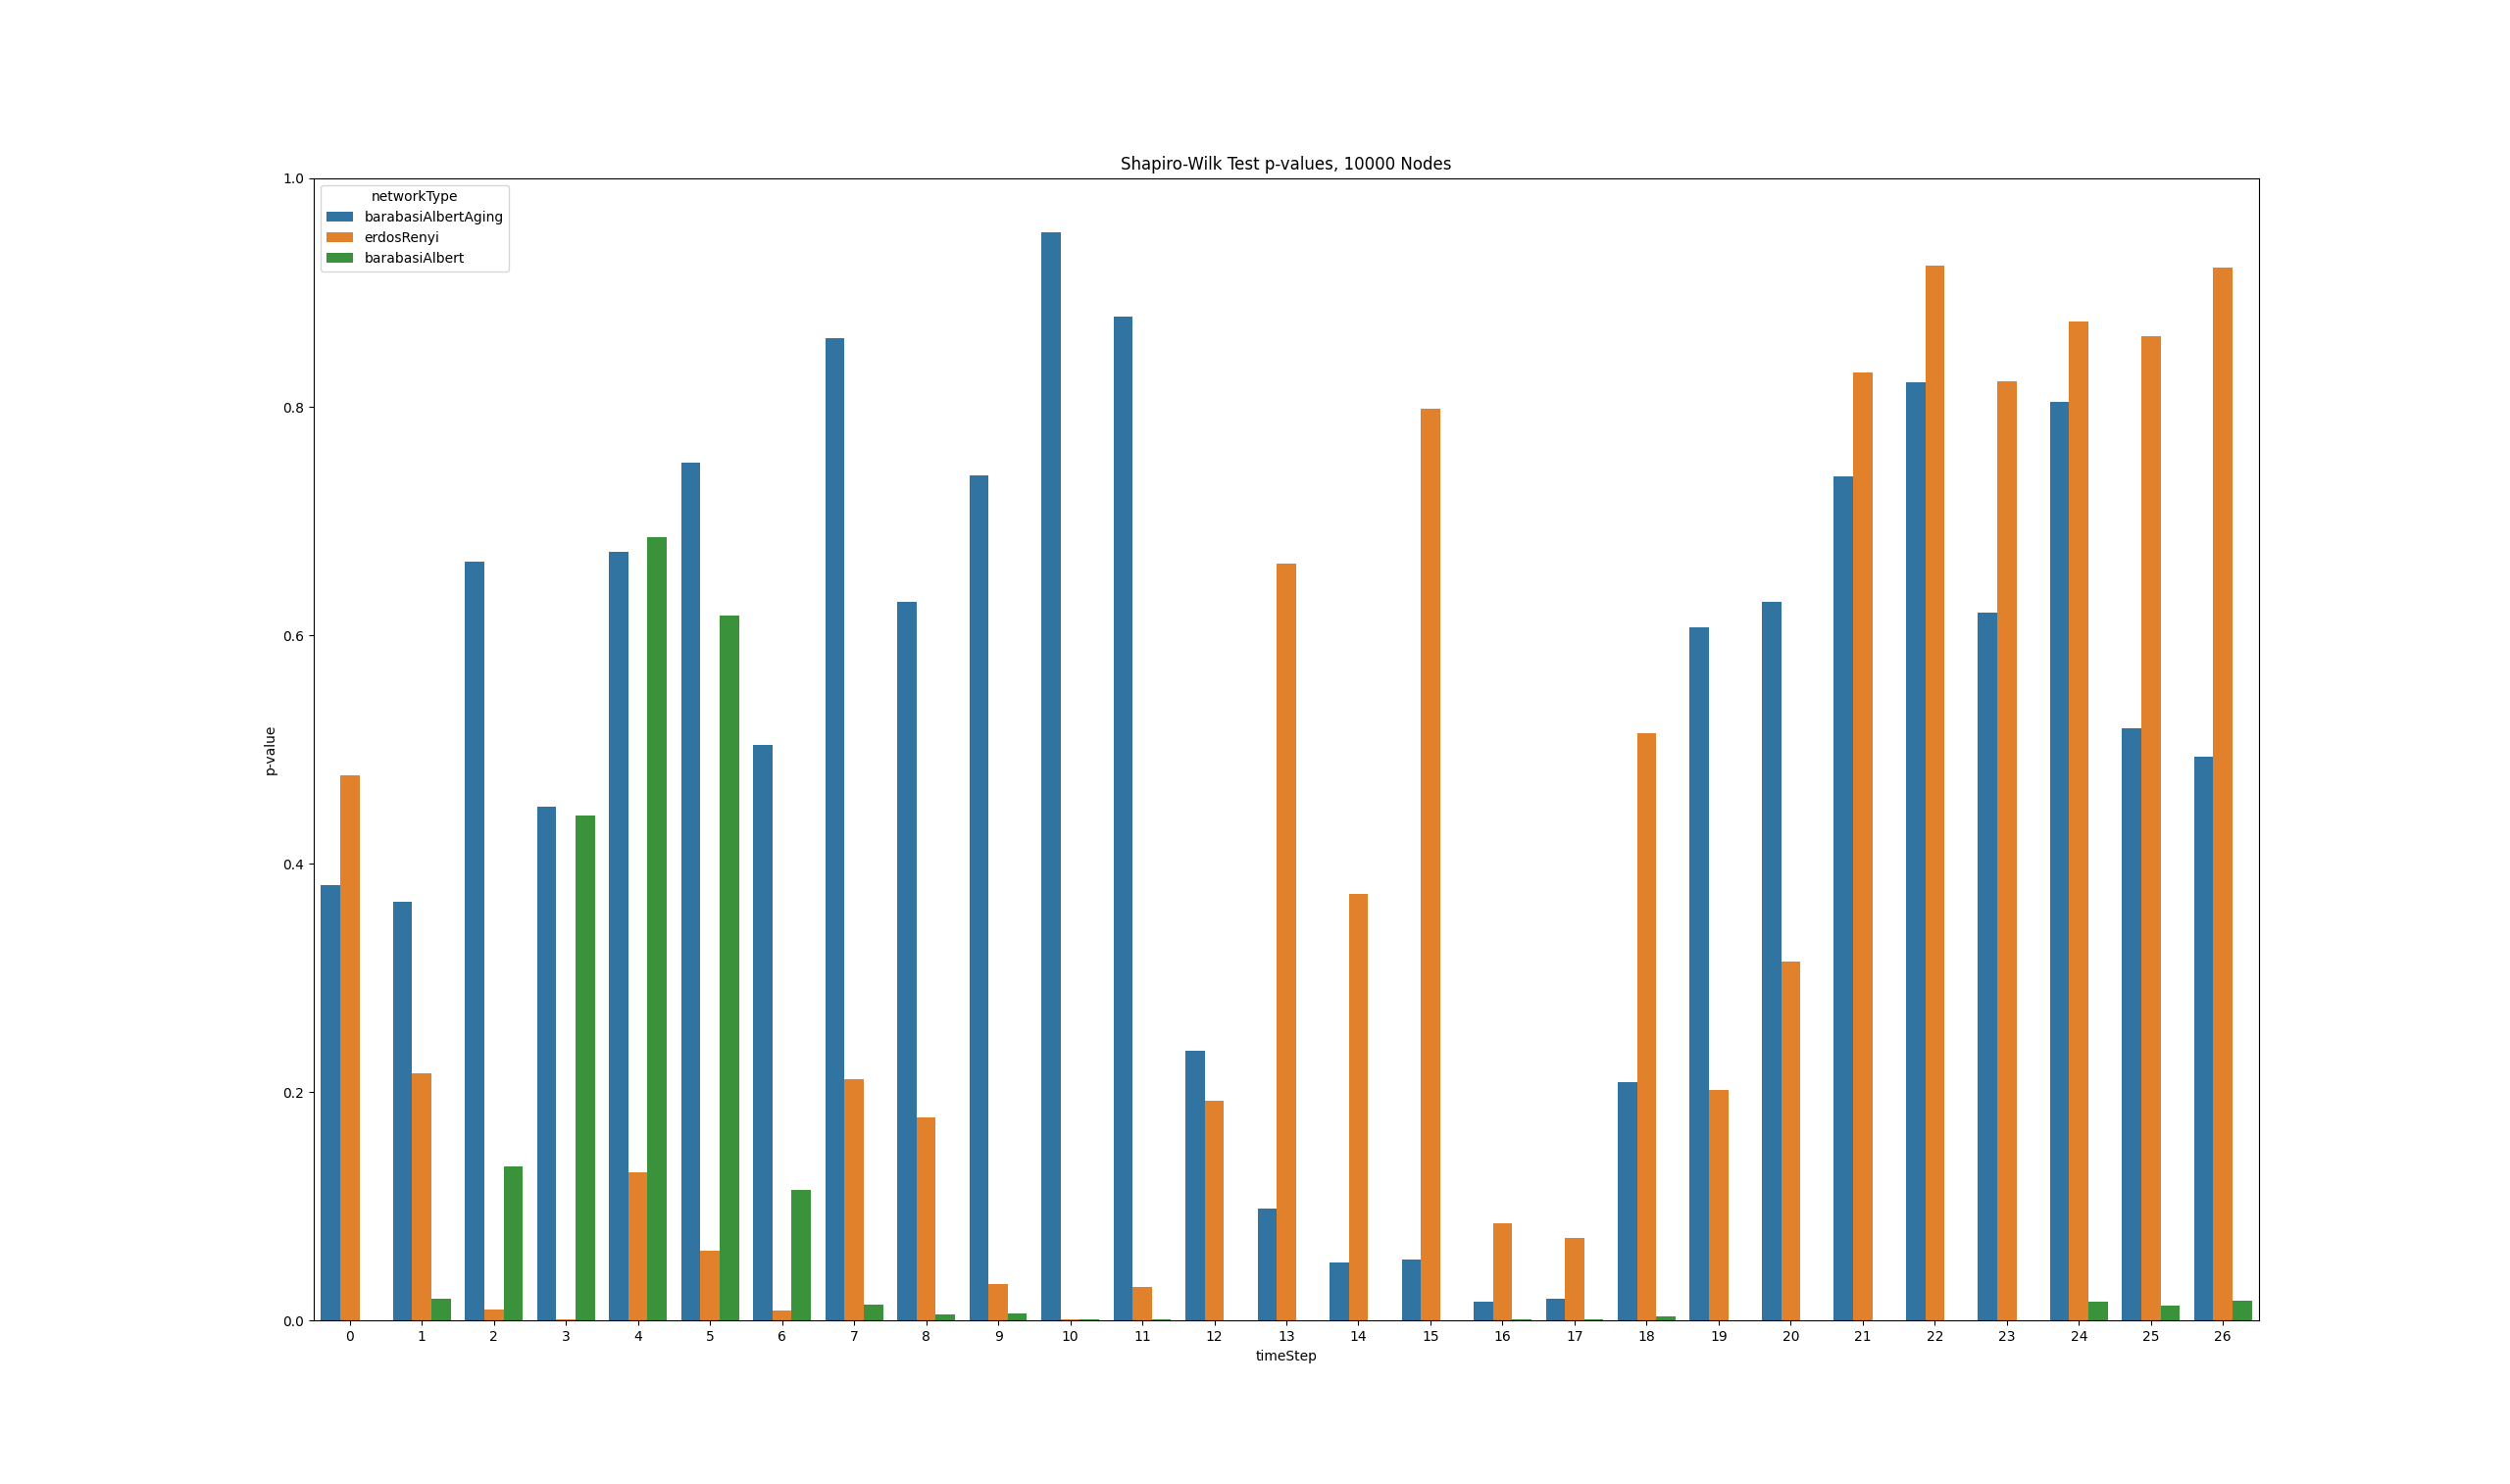 Shapiro-Wilk Test p-values, 10000 Nodes
networkType
barabasiAlbertAging
erdosRenyi
barabasiAlbert
1.0
0.8
0.6
0.4
0.2
0.0
p-value
0 1 2 3 4 5 6 7 8 9 10 11 12 13 14 15 16 17 18 19 20 21 22 23 24 25 26
timeStep